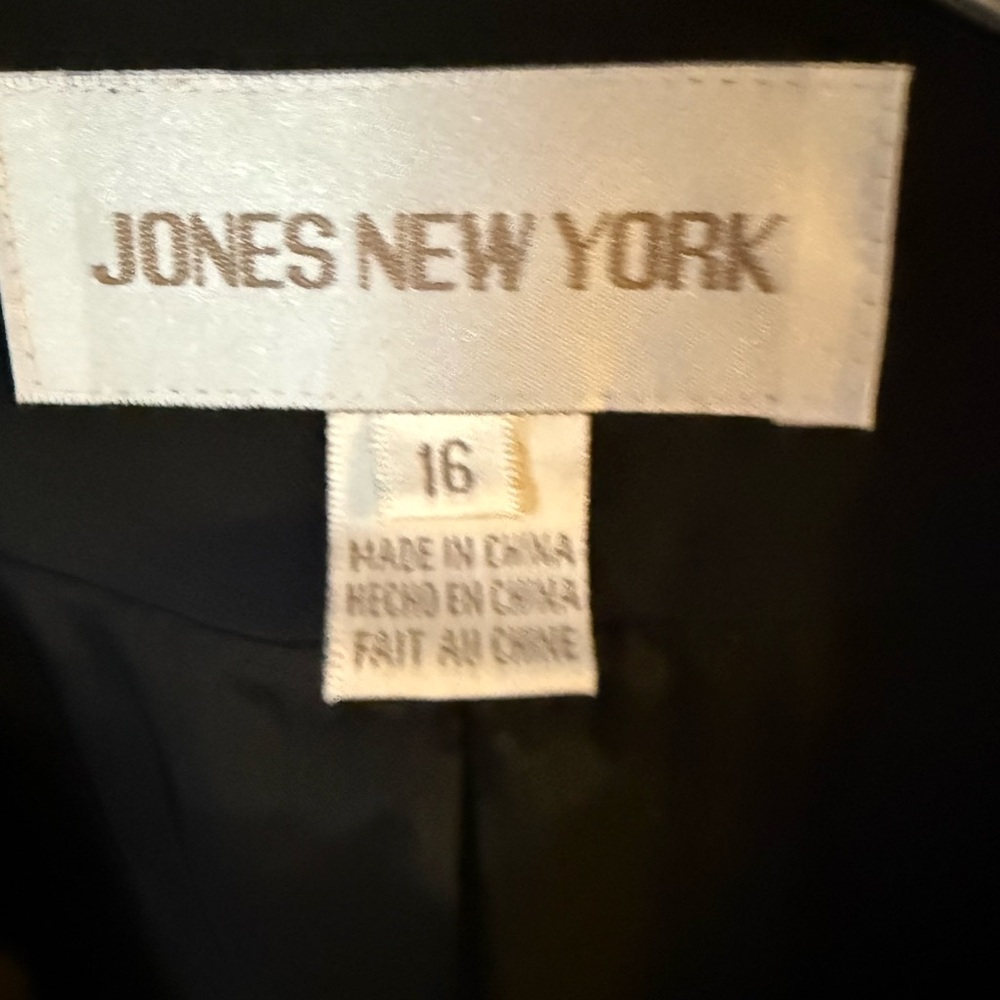 JONES NEW YORK
16
MADE IN CHINA
HECHO EN CHINA
FAIT AU CHINE